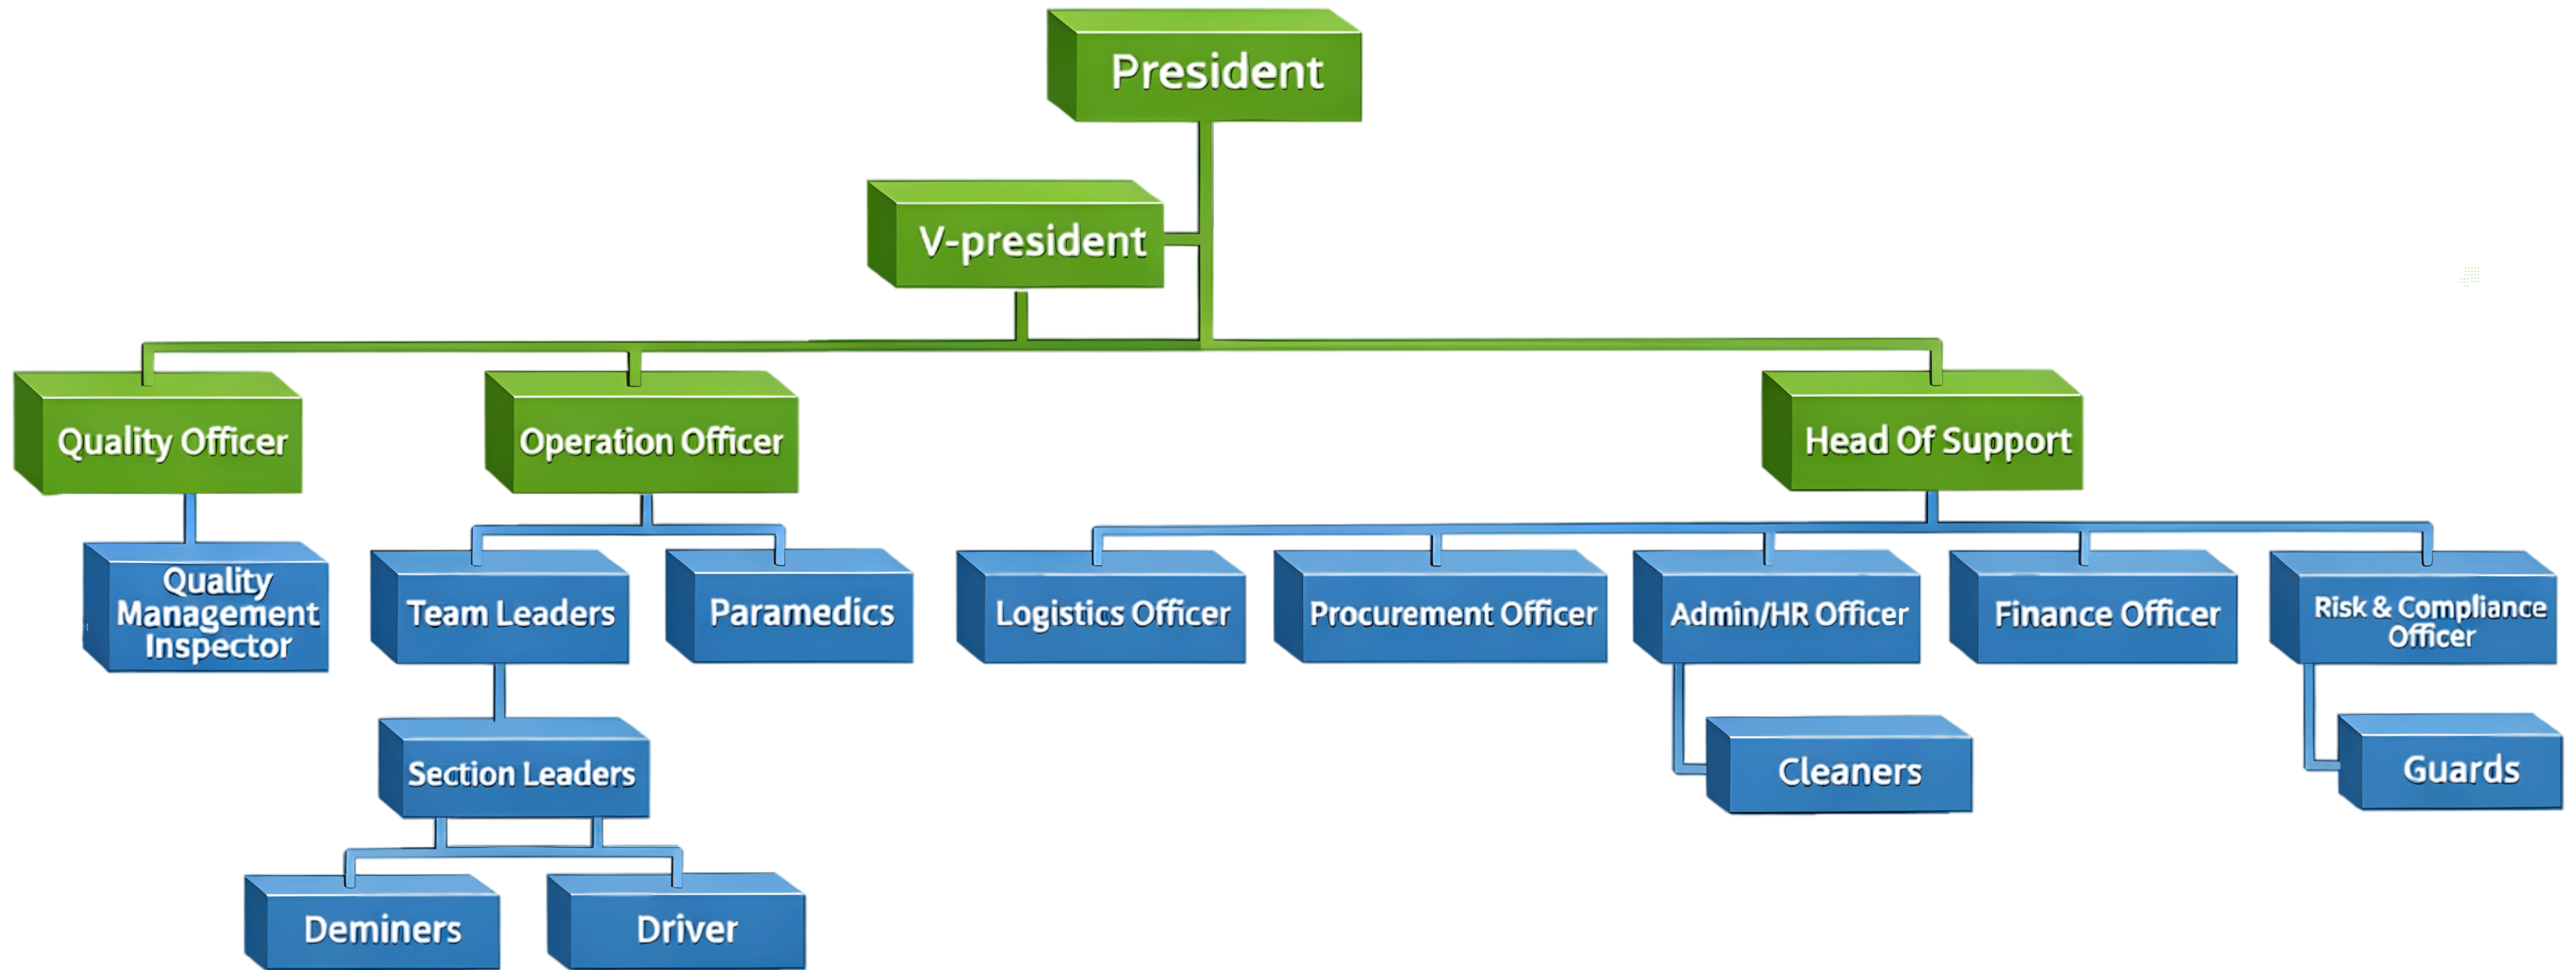 President
V-president
Quality Officer
Operation Officer
Head Of Support
Quality
Management
Inspector
Team Leaders
Paramedics
Logistics Officer
Procurement Officer
Admin/HR Officer
Finance Officer
Risk & Compliance
Officer
Section Leaders
Cleaners
Guards
Deminers
Driver